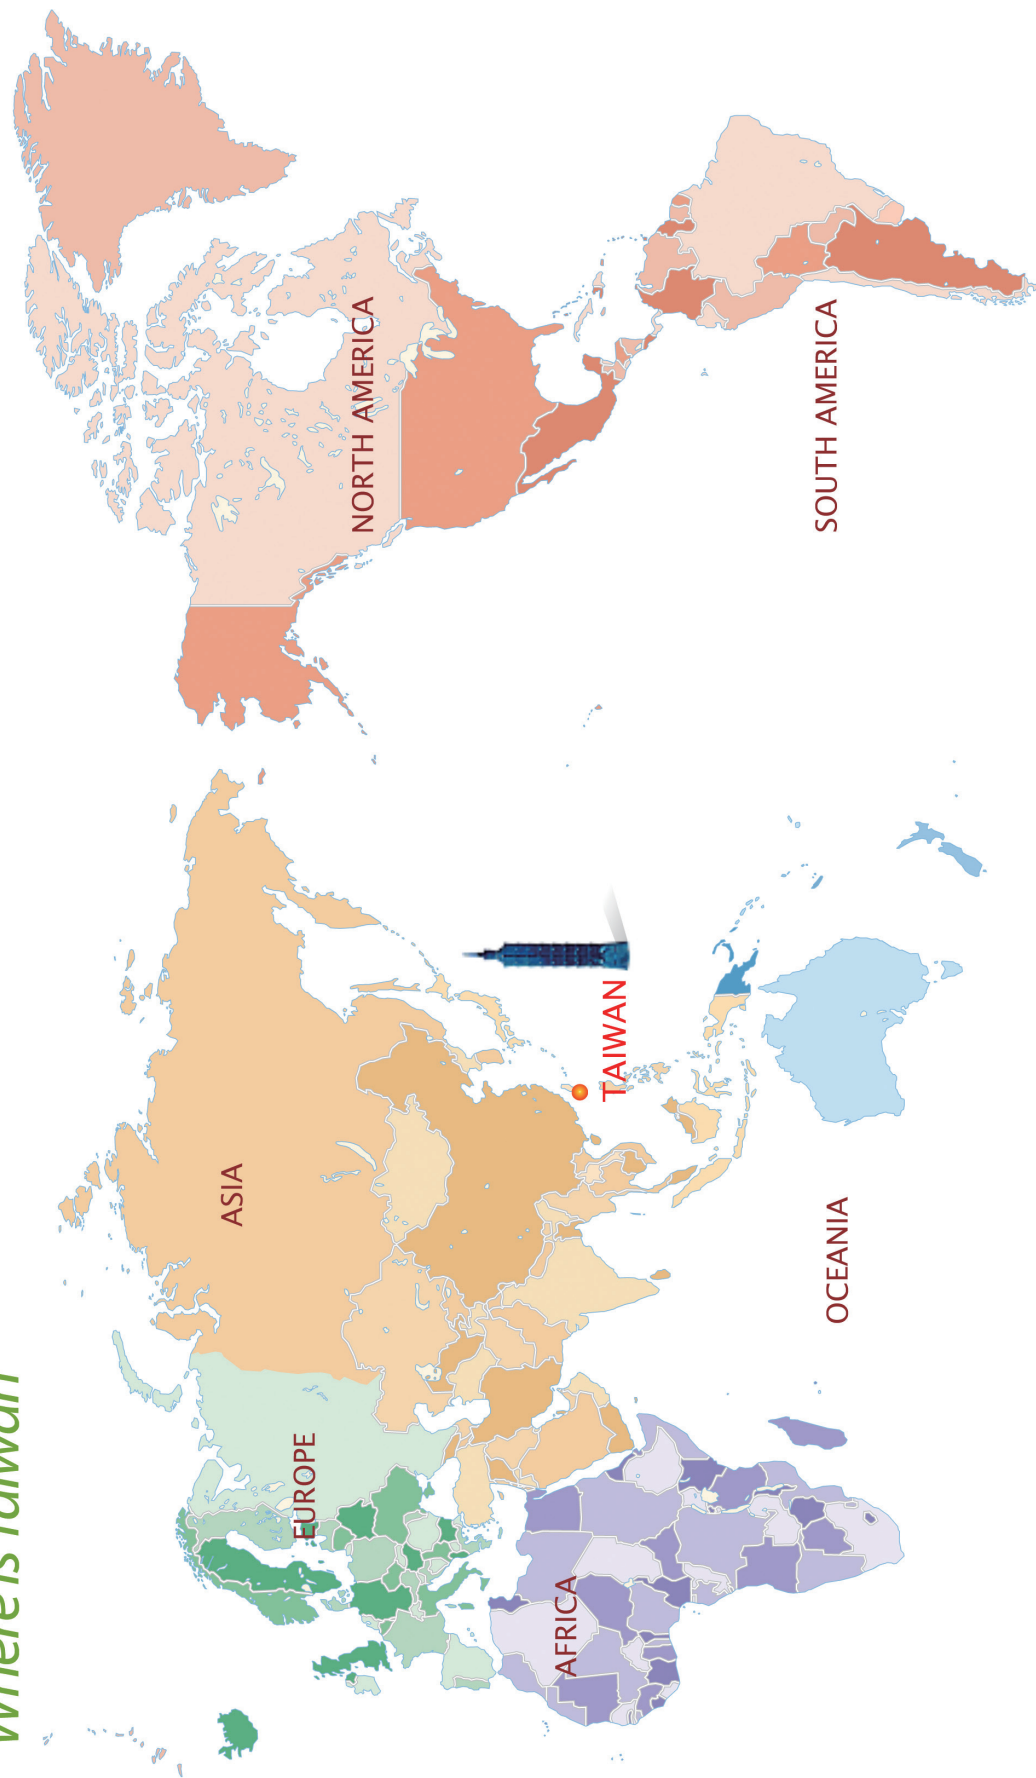 Where is Taiwan
NORTH AMERICA
ASIA
EUROPE
TAIWAN
AFRICA
SOUTH AMERICA
OCEANIA